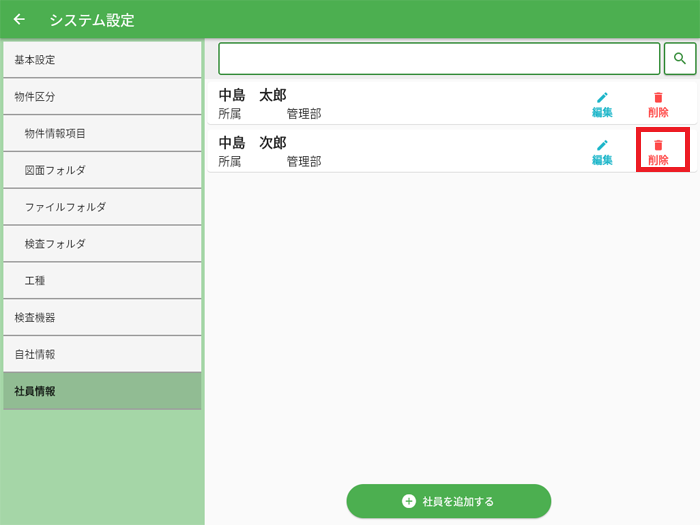 システム設定
基本設定
物件区分
物件情報項目
図面フォルダ
ファイルフォルダ
検査フォルダ
工種
検査機器
自社情報
社員情報
中島　太郎
所属　管理部
編集
削除
中島　次郎
所属　管理部
編集
削除
社員を追加する